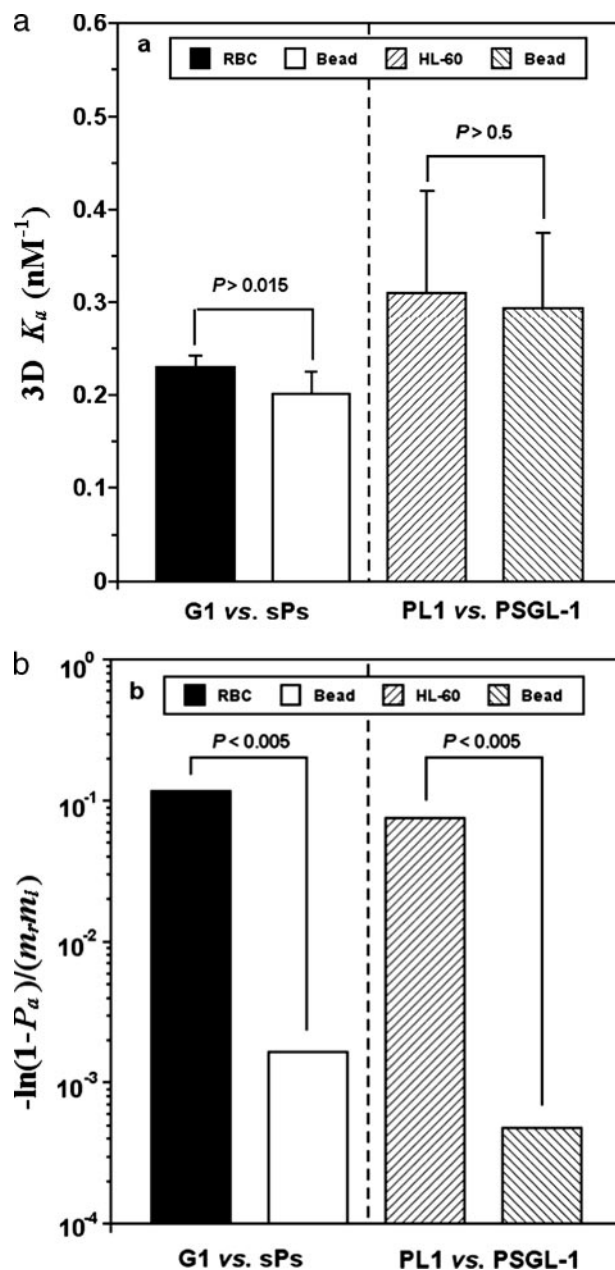 a
0.6
a
RBC Bead HL-60 Bead
0.5
P > 0.5
0.4
3D Ka (nM-1)
P > 0.015
0.3
0.2
0.1
0
G1 vs. sPs PL1 vs. PSGL-1
b
10^0
b
RBC Bead HL-60 Bead
P < 0.005 P < 0.005
10^-1
10^-2
-ln(1-Pa)/(mrml)
10^-3
10^-4
G1 vs. sPs PL1 vs. PSGL-1